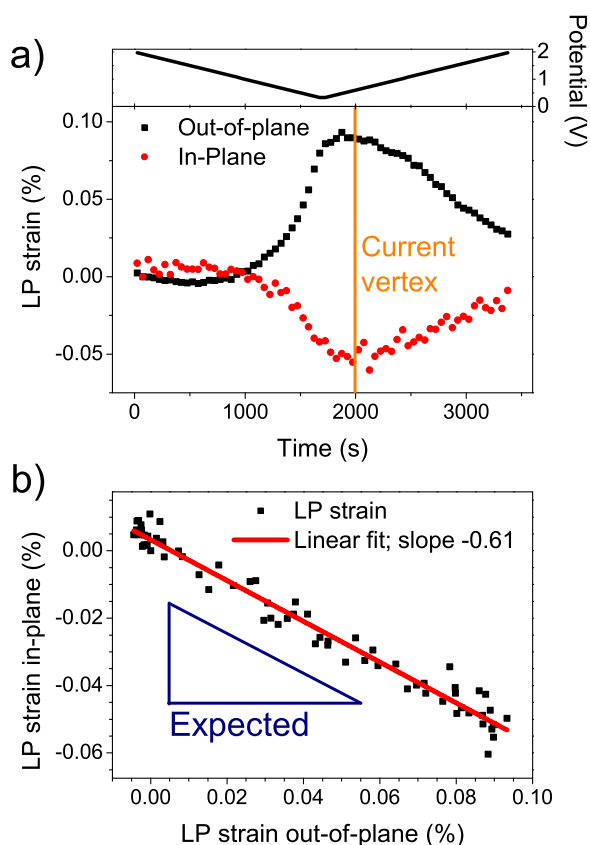 a)
2
1
0
Potential (V)
0.10
0.05
0.00
-0.05
LP strain (%)
Out-of-plane
In-Plane
Current
vertex
0
1000
2000
3000
Time (s)
b)
LP strain
Linear fit; slope -0.61
0.00
-0.02
-0.04
-0.06
LP strain in-plane (%)
Expected
0.00
0.02
0.04
0.06
0.08
0.10
LP strain out-of-plane (%)